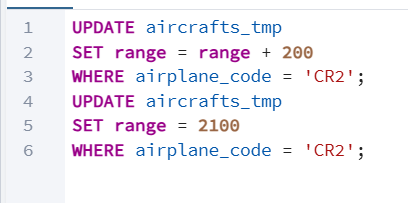 1 UPDATE aircrafts_tmp
2 SET range = range + 200
3 WHERE airplane_code = 'CR2';
4 UPDATE aircrafts_tmp
5 SET range = 2100
6 WHERE airplane_code = 'CR2';